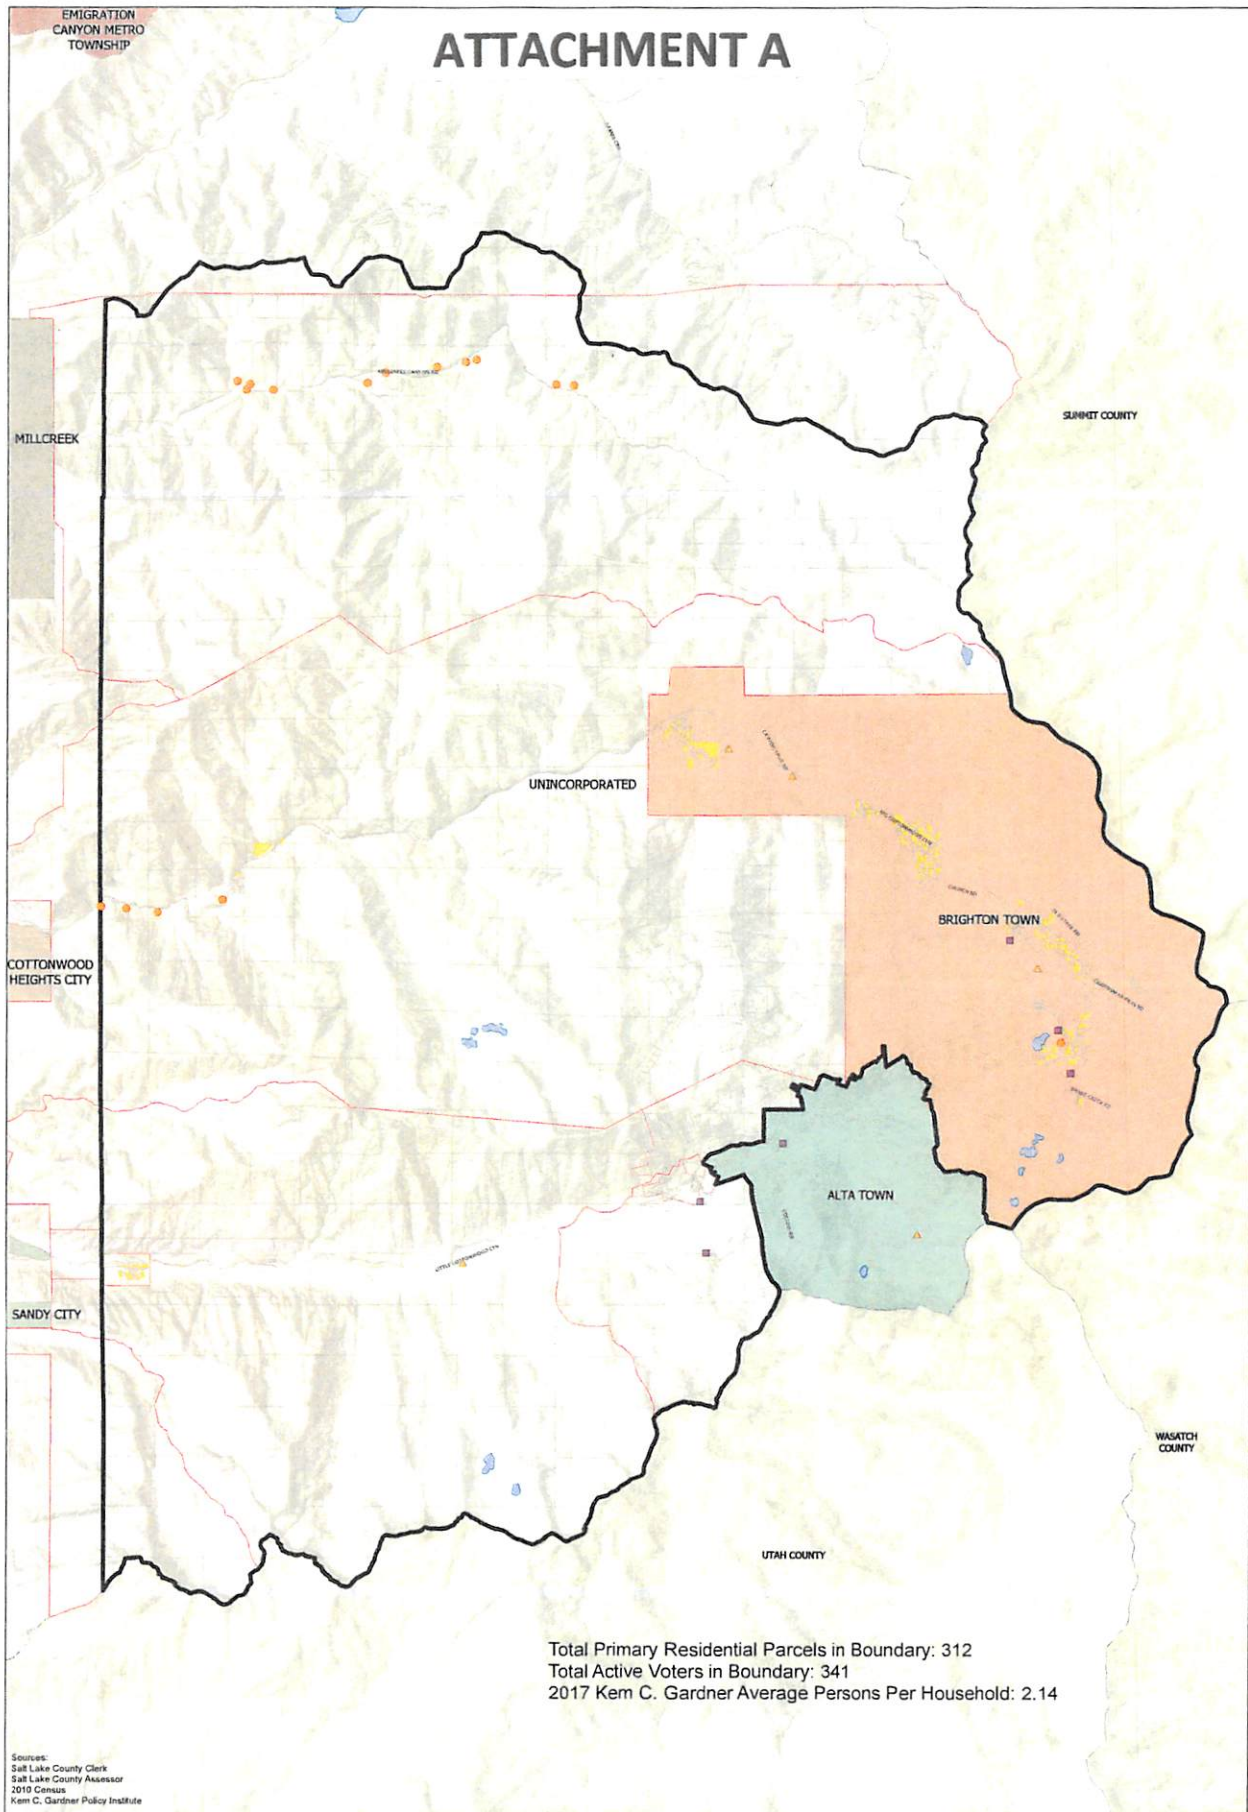 EMIGRATION
CANYON METRO
TOWNSHIP
ATTACHMENT A
MILLCREEK
SUMMIT COUNTY
UNINCORPORATED
BRIGHTON TOWN
COTTONWOOD
HEIGHTS CITY
ALTA TOWN
LITTLE COTTONWOOD CYN
SANDY CITY
WASATCH
COUNTY
UTAH COUNTY
Total Primary Residential Parcels in Boundary: 312
Total Active Voters in Boundary: 341
2017 Kem C. Gardner Average Persons Per Household: 2.14
Sources:
Salt Lake County Clerk
Salt Lake County Assessor
2010 Census
Kem C. Gardner Policy Institute